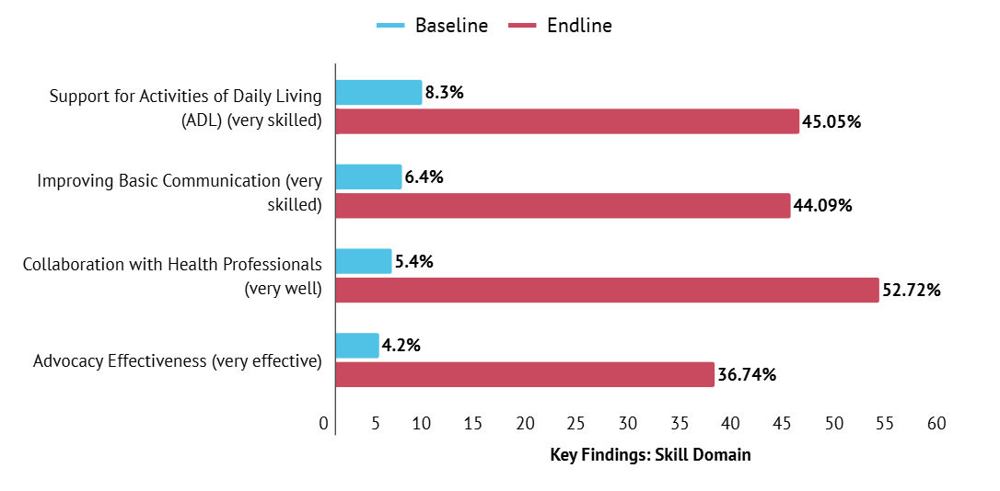 Baseline Endline
Support for Activities of Daily Living
(ADL) (very skilled)
8.3%
45.05%
Improving Basic Communication (very
skilled)
6.4%
44.09%
Collaboration with Health Professionals
(very well)
5.4%
52.72%
Advocacy Effectiveness (very effective)
4.2%
36.74%
0 5 10 15 20 25 30 35 40 45 50 55 60
Key Findings: Skill Domain